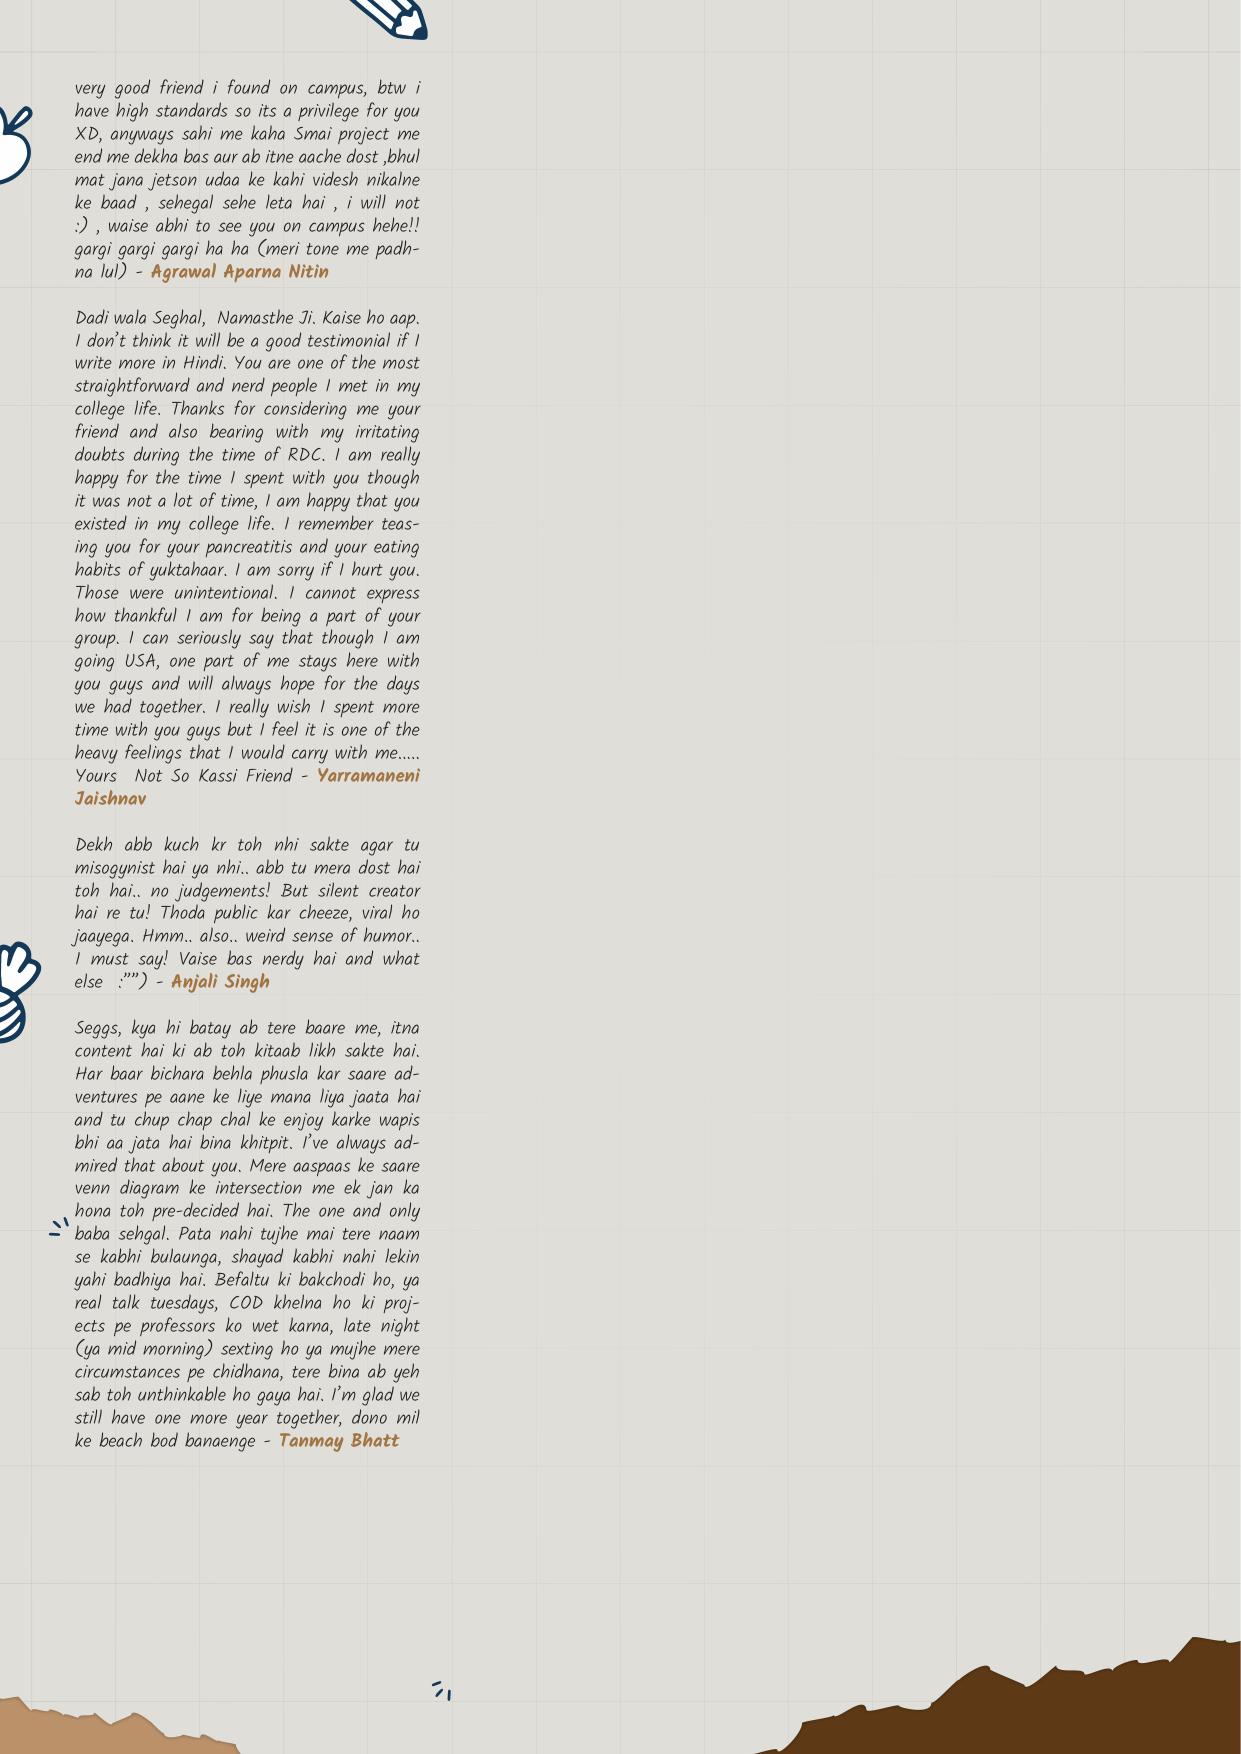 very good friend i found on campus, btw i
have high standards so its a privilege for you
XD, anyways sahi me kaha Smai project me
end me dekha bas aur ab itne aache dost ,bhul
mat jana jetson udaa ke kahi videsh nikalne
ke baad , sehegal sehe leta hai , i will not
:) , waise abhi to see you on campus hehe!!
gargi gargi gargi ha ha (meri tone me padh-
na lul) - Agrawal Aparna Nitin
Dadi wala Seghal, Namasthe Ji. Kaise ho aap.
I don’t think it will be a good testimonial if I
write more in Hindi. You are one of the most
straightforward and nerd people I met in my
college life. Thanks for considering me your
friend and also bearing with my irritating
doubts during the time of RDC. I am really
happy for the time I spent with you though
it was not a lot of time, I am happy that you
existed in my college life. I remember teas-
ing you for your pancreatitis and your eating
habits of yuktahaar. I am sorry if I hurt you.
Those were unintentional. I cannot express
how thankful I am for being a part of your
group. I can seriously say that though I am
going USA, one part of me stays here with
you guys and will always hope for the days
we had together. I really wish I spent more
time with you guys but I feel it is one of the
heavy feelings that I would carry with me.....
Yours Not So Kassi Friend - Yarramaneni
Jaishnav
Dekh abb kuch kr toh nhi sakte agar tu
misogynist hai ya nhi.. abb tu mera dost hai
toh hai.. no judgements! But silent creator
hai re tu! Thoda public kar cheeze, viral ho
jaayega. Hmm.. also.. weird sense of humor..
I must say! Vaise bas nerdy hai and what
else :””) - Anjali Singh
Seggs, kya hi batay ab tere baare me, itna
content hai ki ab toh kitaab likh sakte hai.
Har baar bichara behla phusla kar saare ad-
ventures pe aane ke liye mana liya jaata hai
and tu chup chap chal ke enjoy karke wapis
bhi aa jata hai bina khitpit. I’ve always ad-
mired that about you. Mere aaspaas ke saare
venn diagram ke intersection me ek jan ka
hona toh pre-decided hai. The one and only
baba sehgal. Pata nahi tujhe mai tere naam
se kabhi bulaunga, shayad kabhi nahi lekin
yahi badhiya hai. Befaltu ki bakchodi ho, ya
real talk tuesdays, COD khelna ho ki proj-
ects pe professors ko wet karna, late night
(ya mid morning) sexting ho ya mujhe mere
circumstances pe chidhana, tere bina ab yeh
sab toh unthinkable ho gaya hai. I’m glad we
still have one more year together, dono mil
ke beach bod banaenge - Tanmay Bhatt